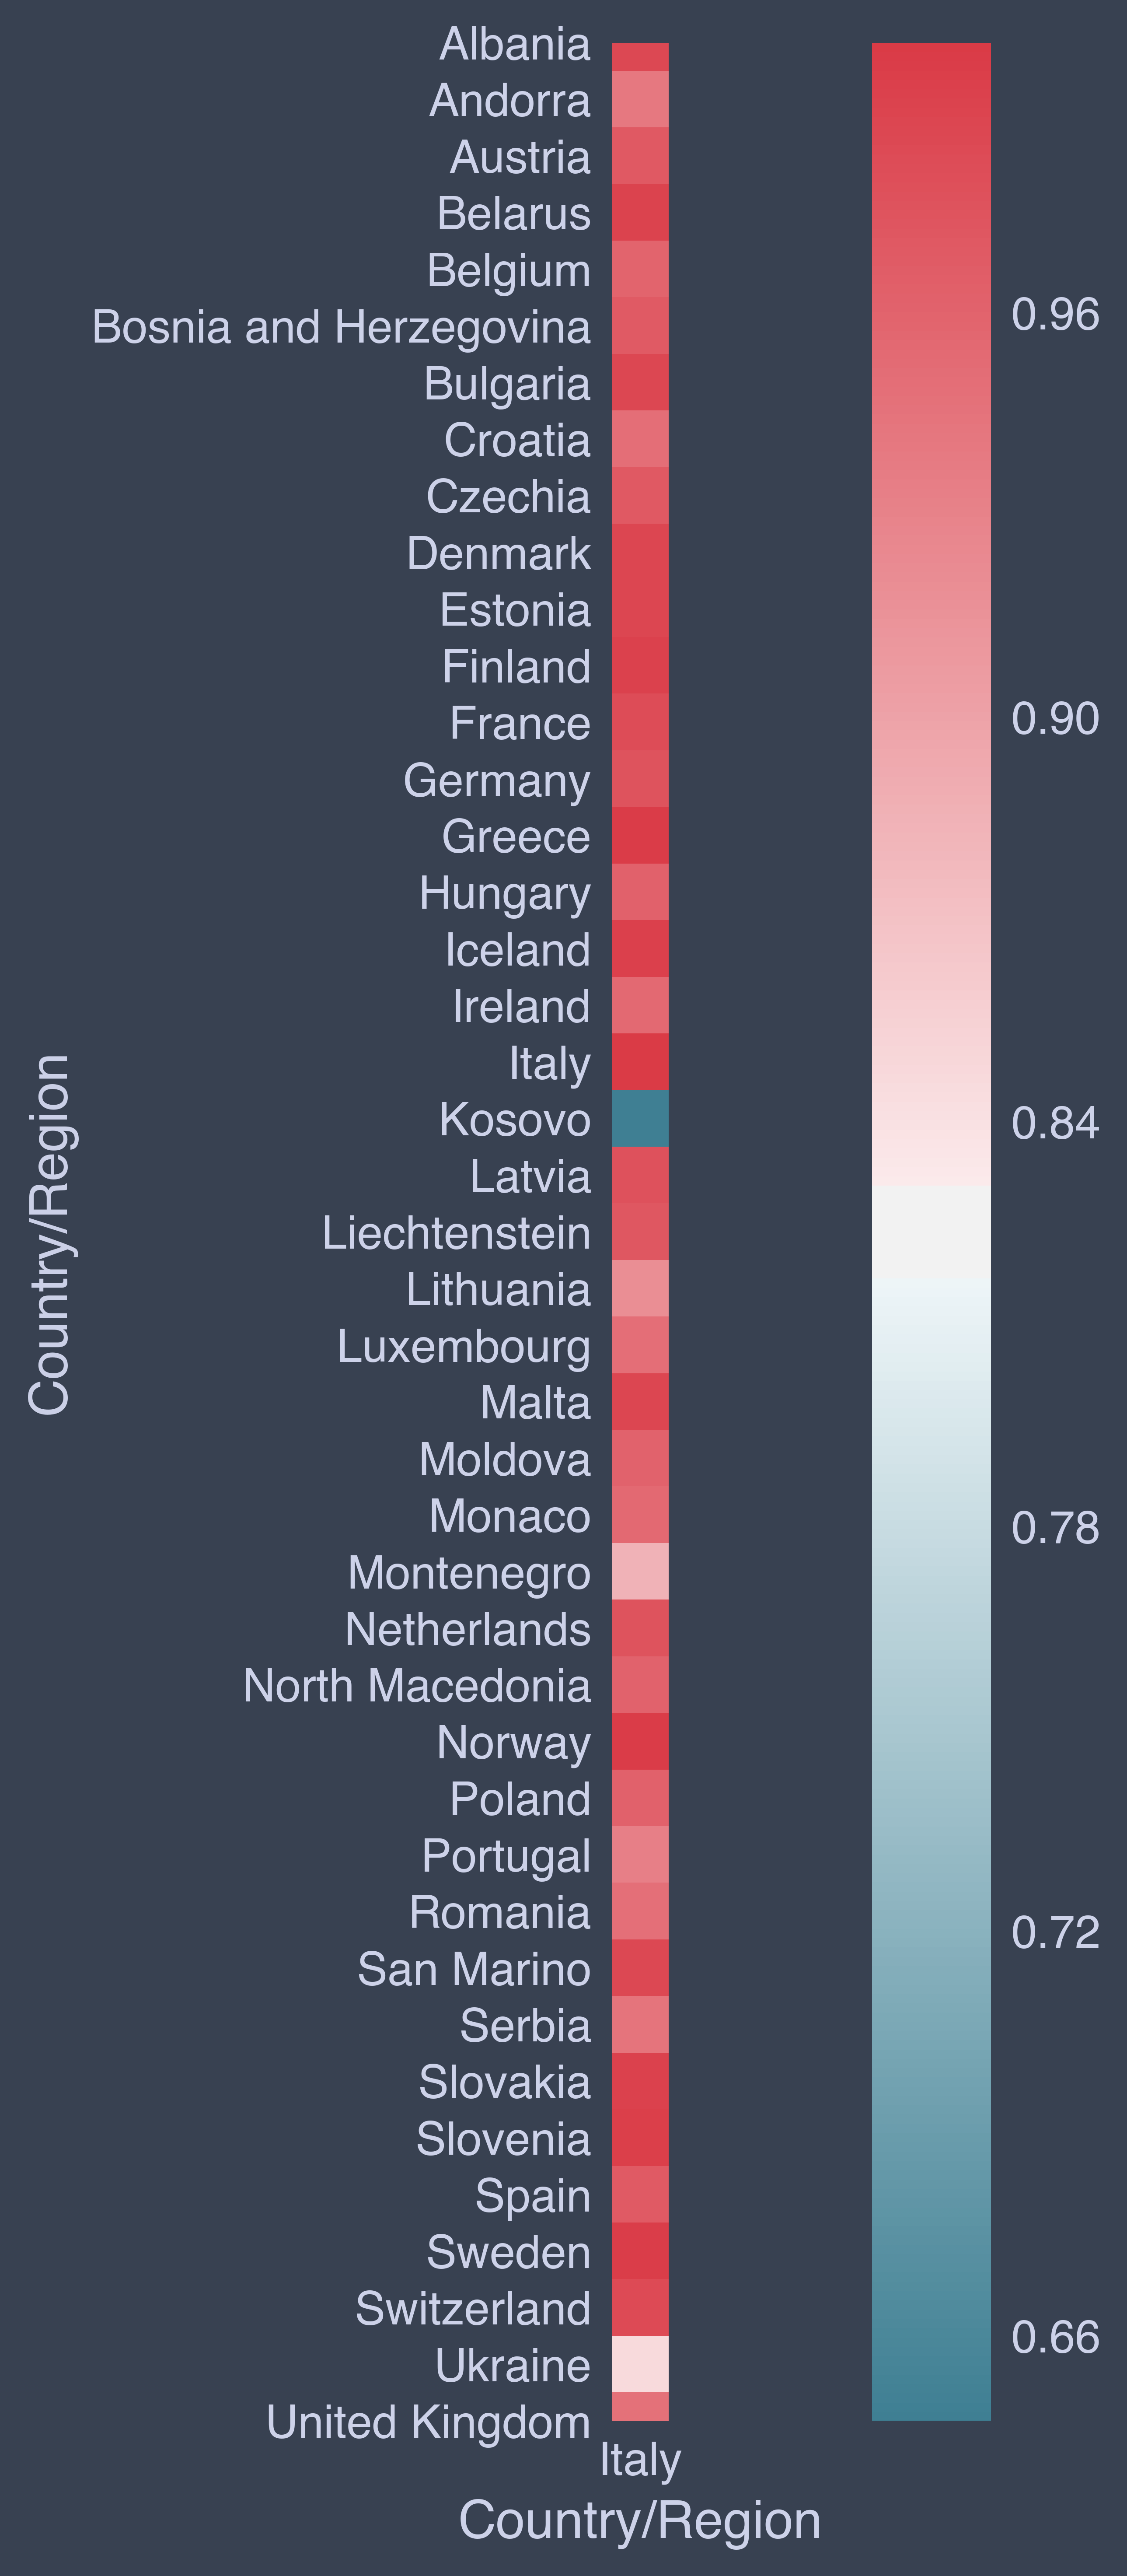 Albania
Andorra
Austria
Belarus
Belgium
Bosnia and Herzegovina
Bulgaria
Croatia
Czechia
Denmark
Estonia
Finland
France
Germany
Greece
Hungary
Iceland
Ireland
Italy
Kosovo
Latvia
Liechtenstein
Lithuania
Luxembourg
Malta
Moldova
Monaco
Montenegro
Netherlands
North Macedonia
Norway
Poland
Portugal
Romania
San Marino
Serbia
Slovakia
Slovenia
Spain
Sweden
Switzerland
Ukraine
United Kingdom
Country/Region
Italy
Country/Region
0.96
0.90
0.84
0.78
0.72
0.66